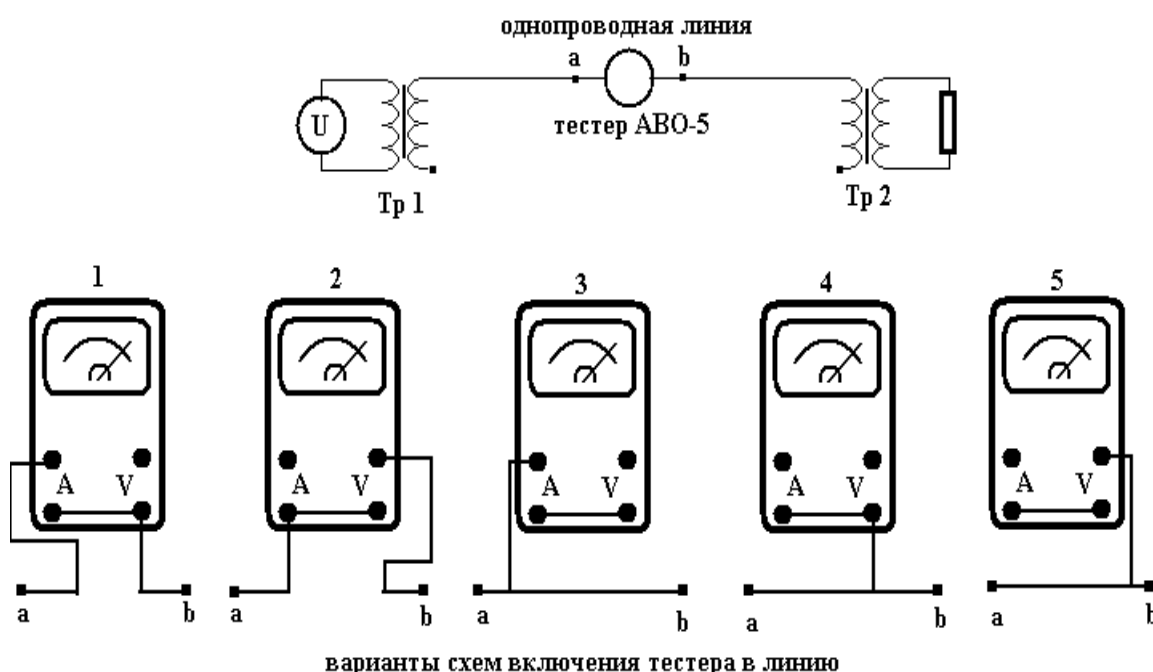 однопроводная линия
a b
U
тестер АВО-5
Тр 1
Тр 2
1 2 3 4 5
A V A V A V A V A V
a b a b a b a b a b
варианты схем включения тестера в линию